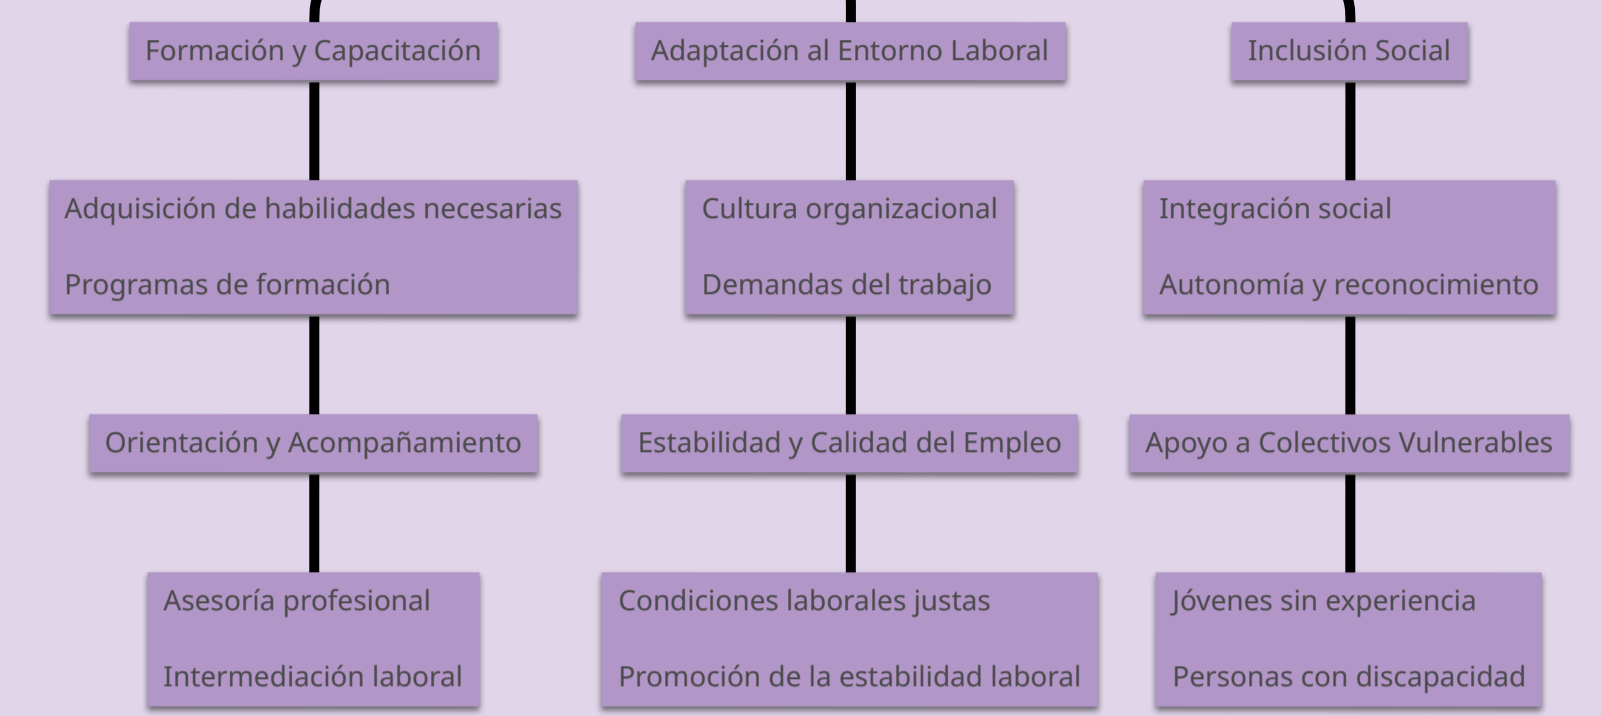 Formación y Capacitación
Adaptación al Entorno Laboral
Inclusión Social
Adquisición de habilidades necesarias
Programas de formación
Cultura organizacional
Demandas del trabajo
Integración social
Autonomía y reconocimiento
Orientación y Acompañamiento
Estabilidad y Calidad del Empleo
Apoyo a Colectivos Vulnerables
Asesoría profesional
Intermediación laboral
Condiciones laborales justas
Promoción de la estabilidad laboral
Jóvenes sin experiencia
Personas con discapacidad